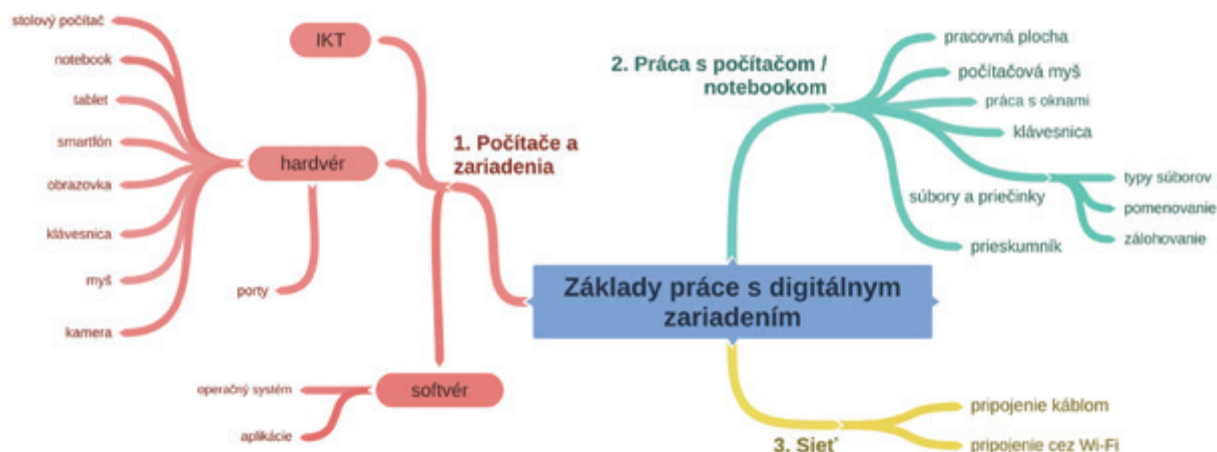 stolový počítač
notebook
tablet
smartfón
obrazovka
klávesnica
myš
kamera
IKT
hardvér
porty
1. Počítače a
zariadenia
softvér
operačný systém
aplikácie
2. Práca s počítačom /
notebookom
pracovná plocha
počítačová myš
práca s oknami
klávesnica
súbory a priečinky
typy súborov
pomenovanie
zálohovanie
prieskumník
Základy práce s digitálnym
zariadením
3. Sieť
pripojenie káblom
pripojenie cez Wi-Fi